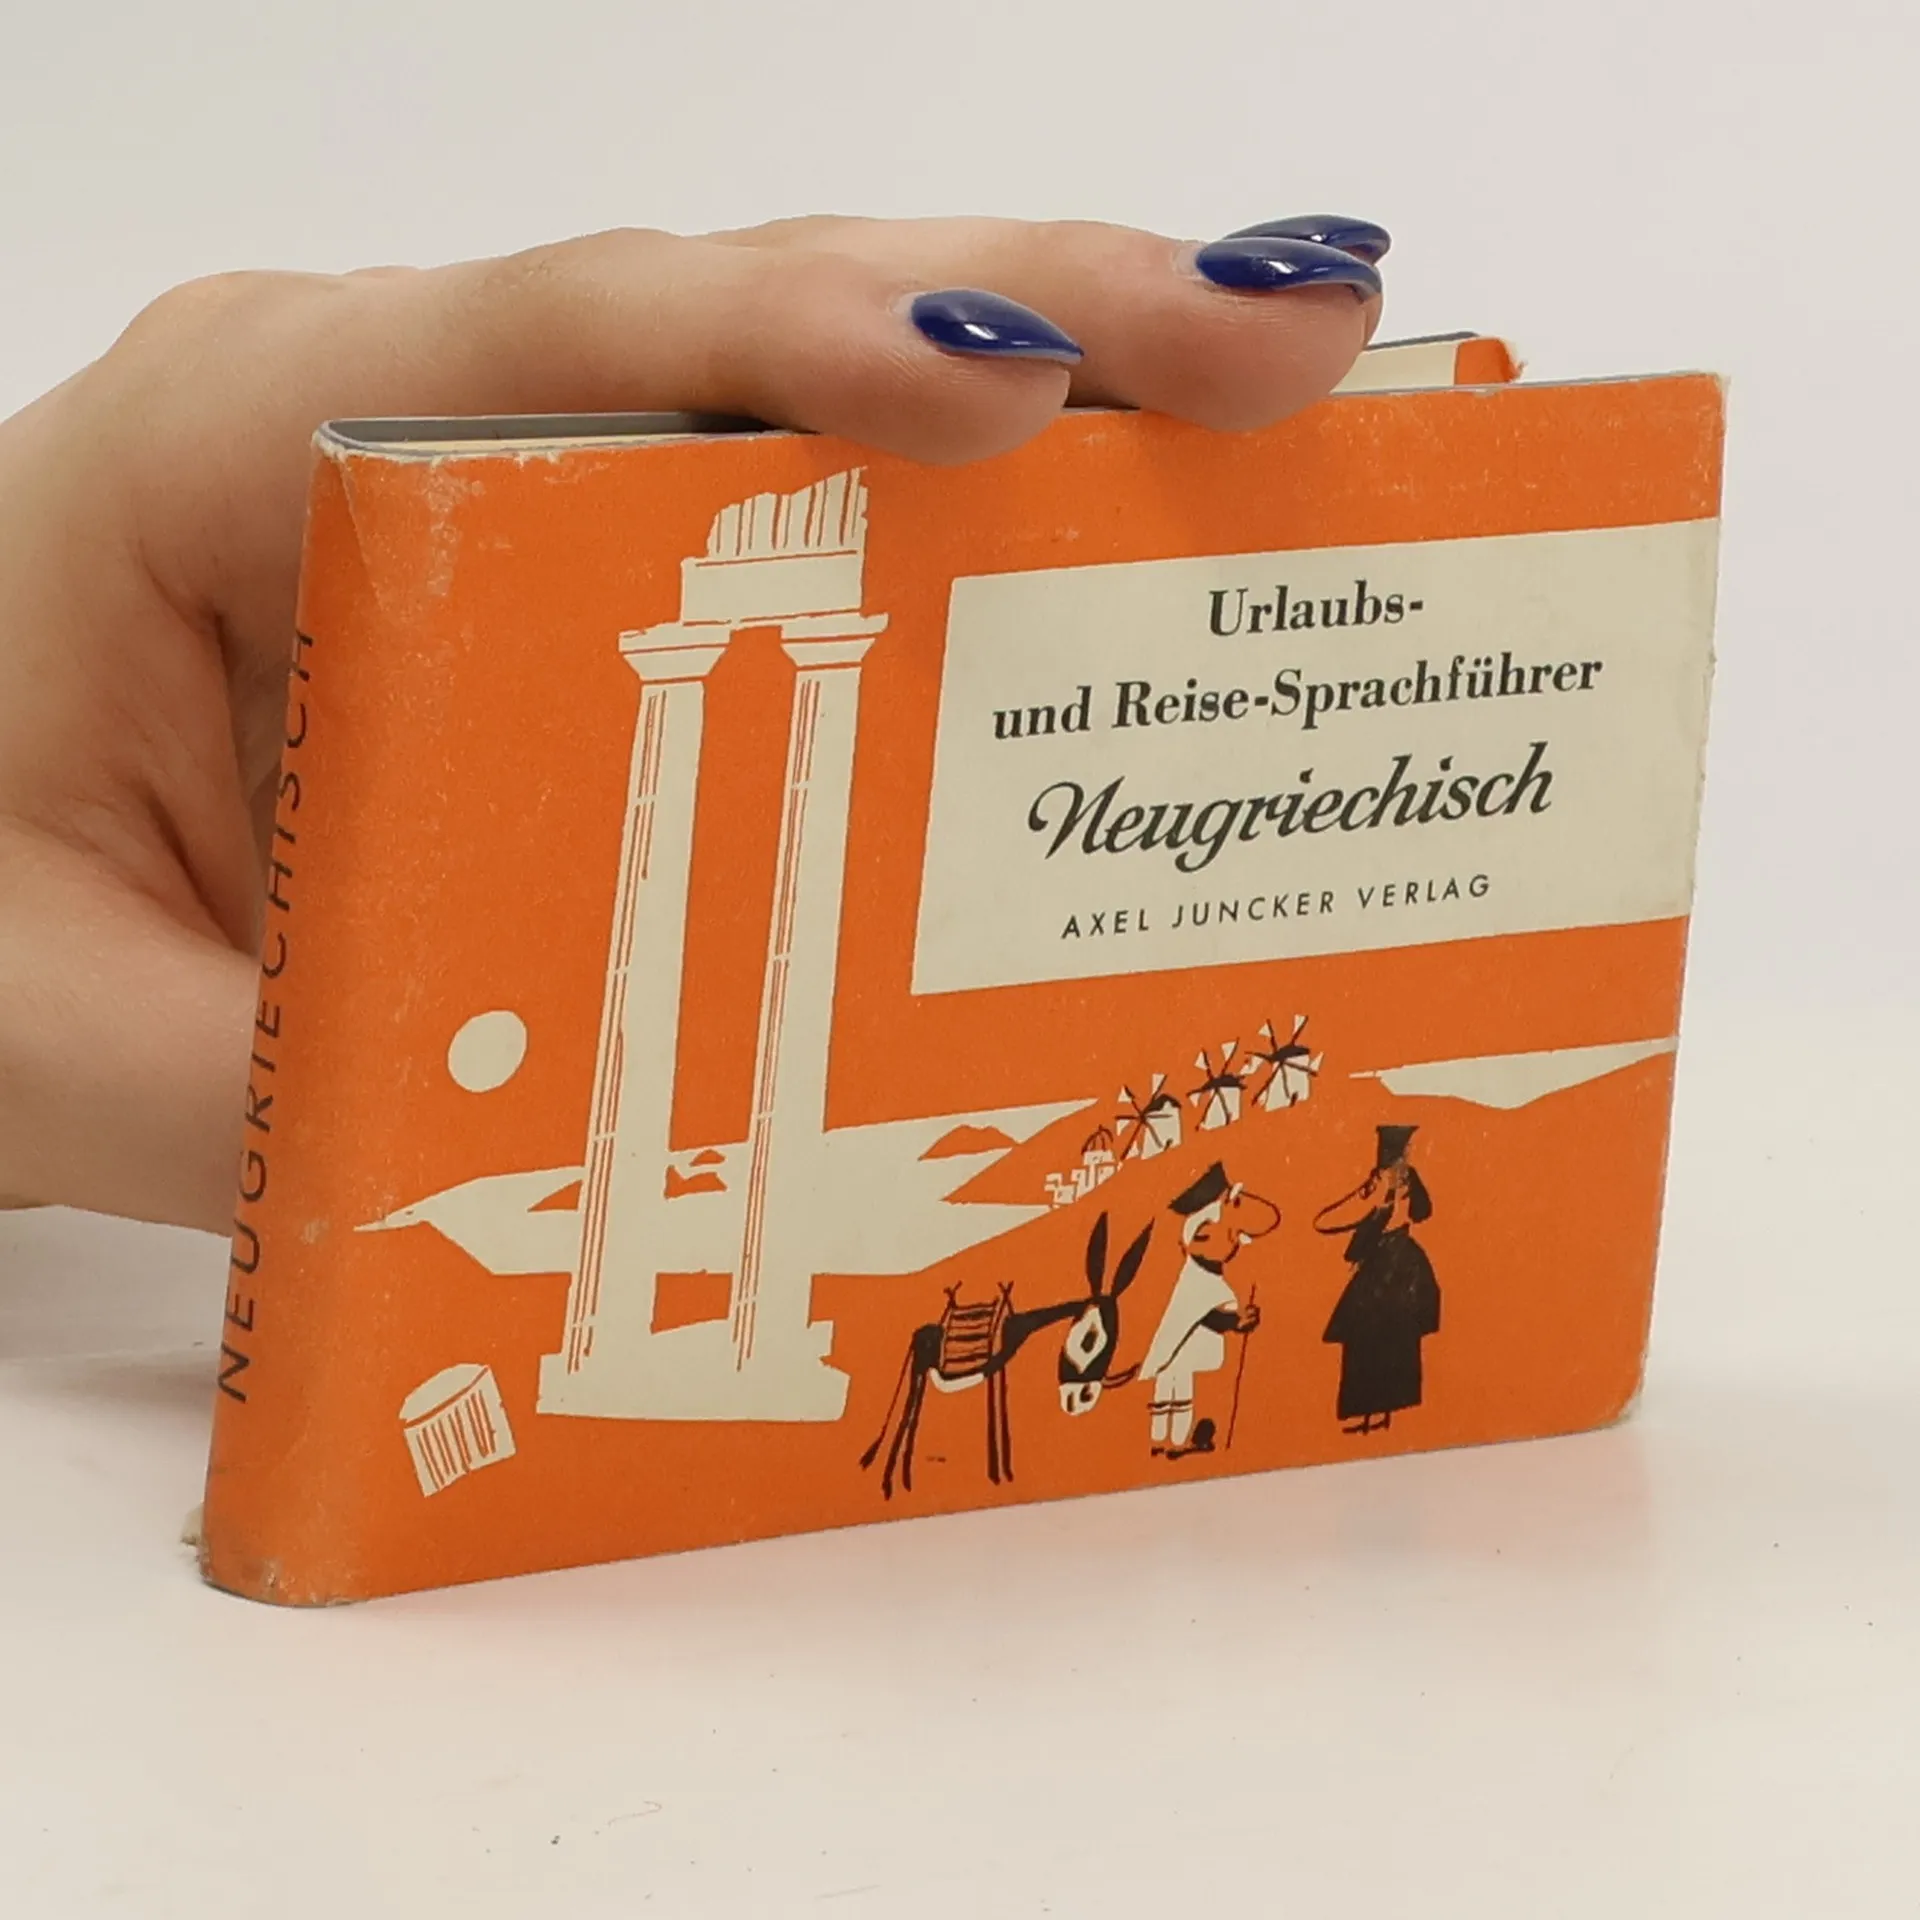 NEUGRIECHISCH
Urlaubs-
und Reise-Sprachführer
Neugriechisch
AXEL JUNCKER VERLAG